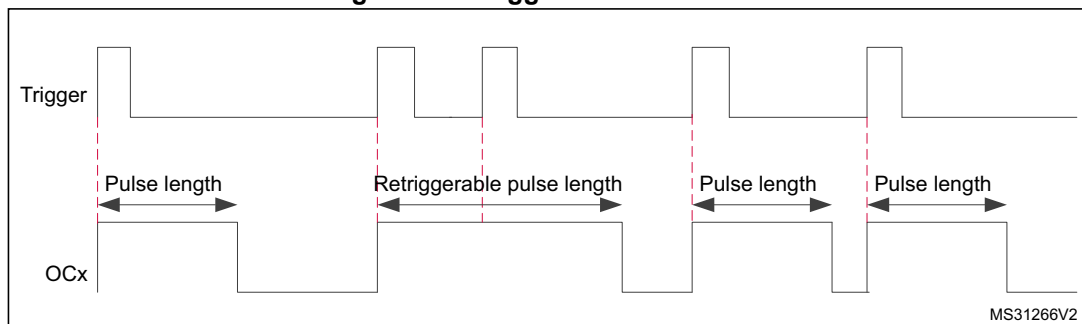 Trigger
Pulse length Retriggerable pulse length Pulse length Pulse length
OCx
MS31266V2